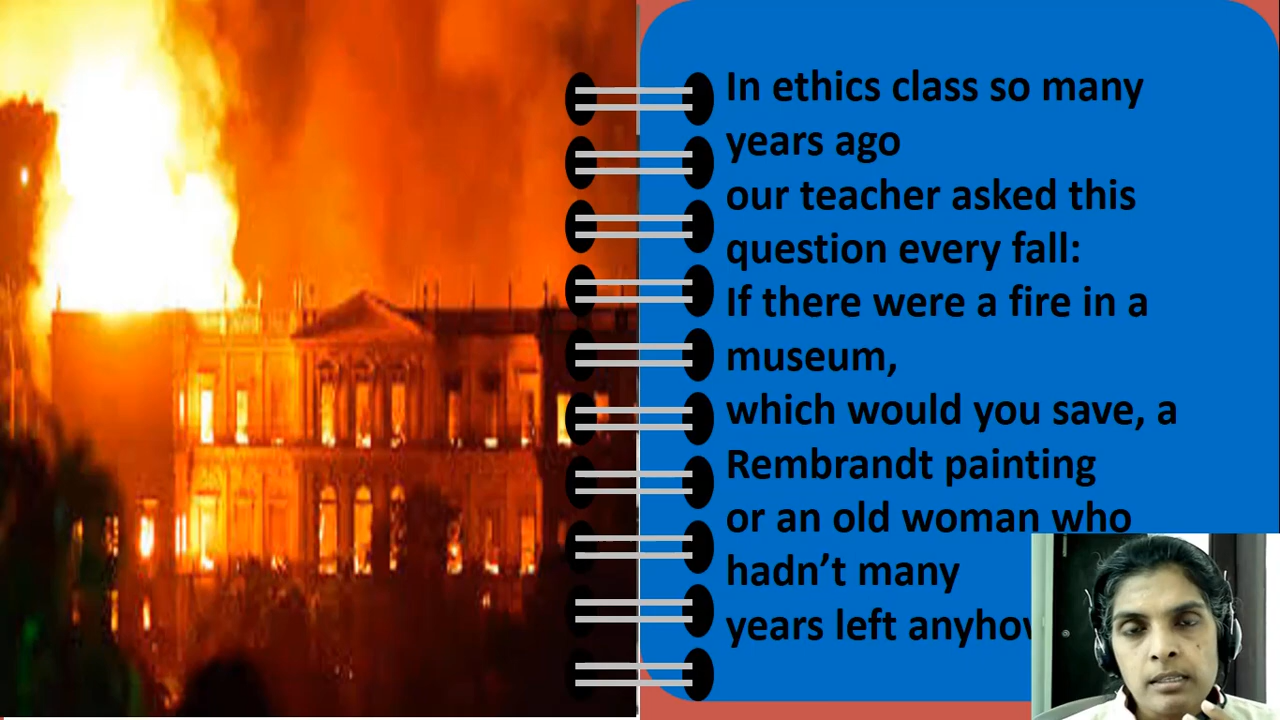 In ethics class so many
years ago
our teacher asked this
question every fall:
If there were a fire in a
museum,
which would you save, a
Rembrandt painting
or an old woman who
hadn’t many
years left